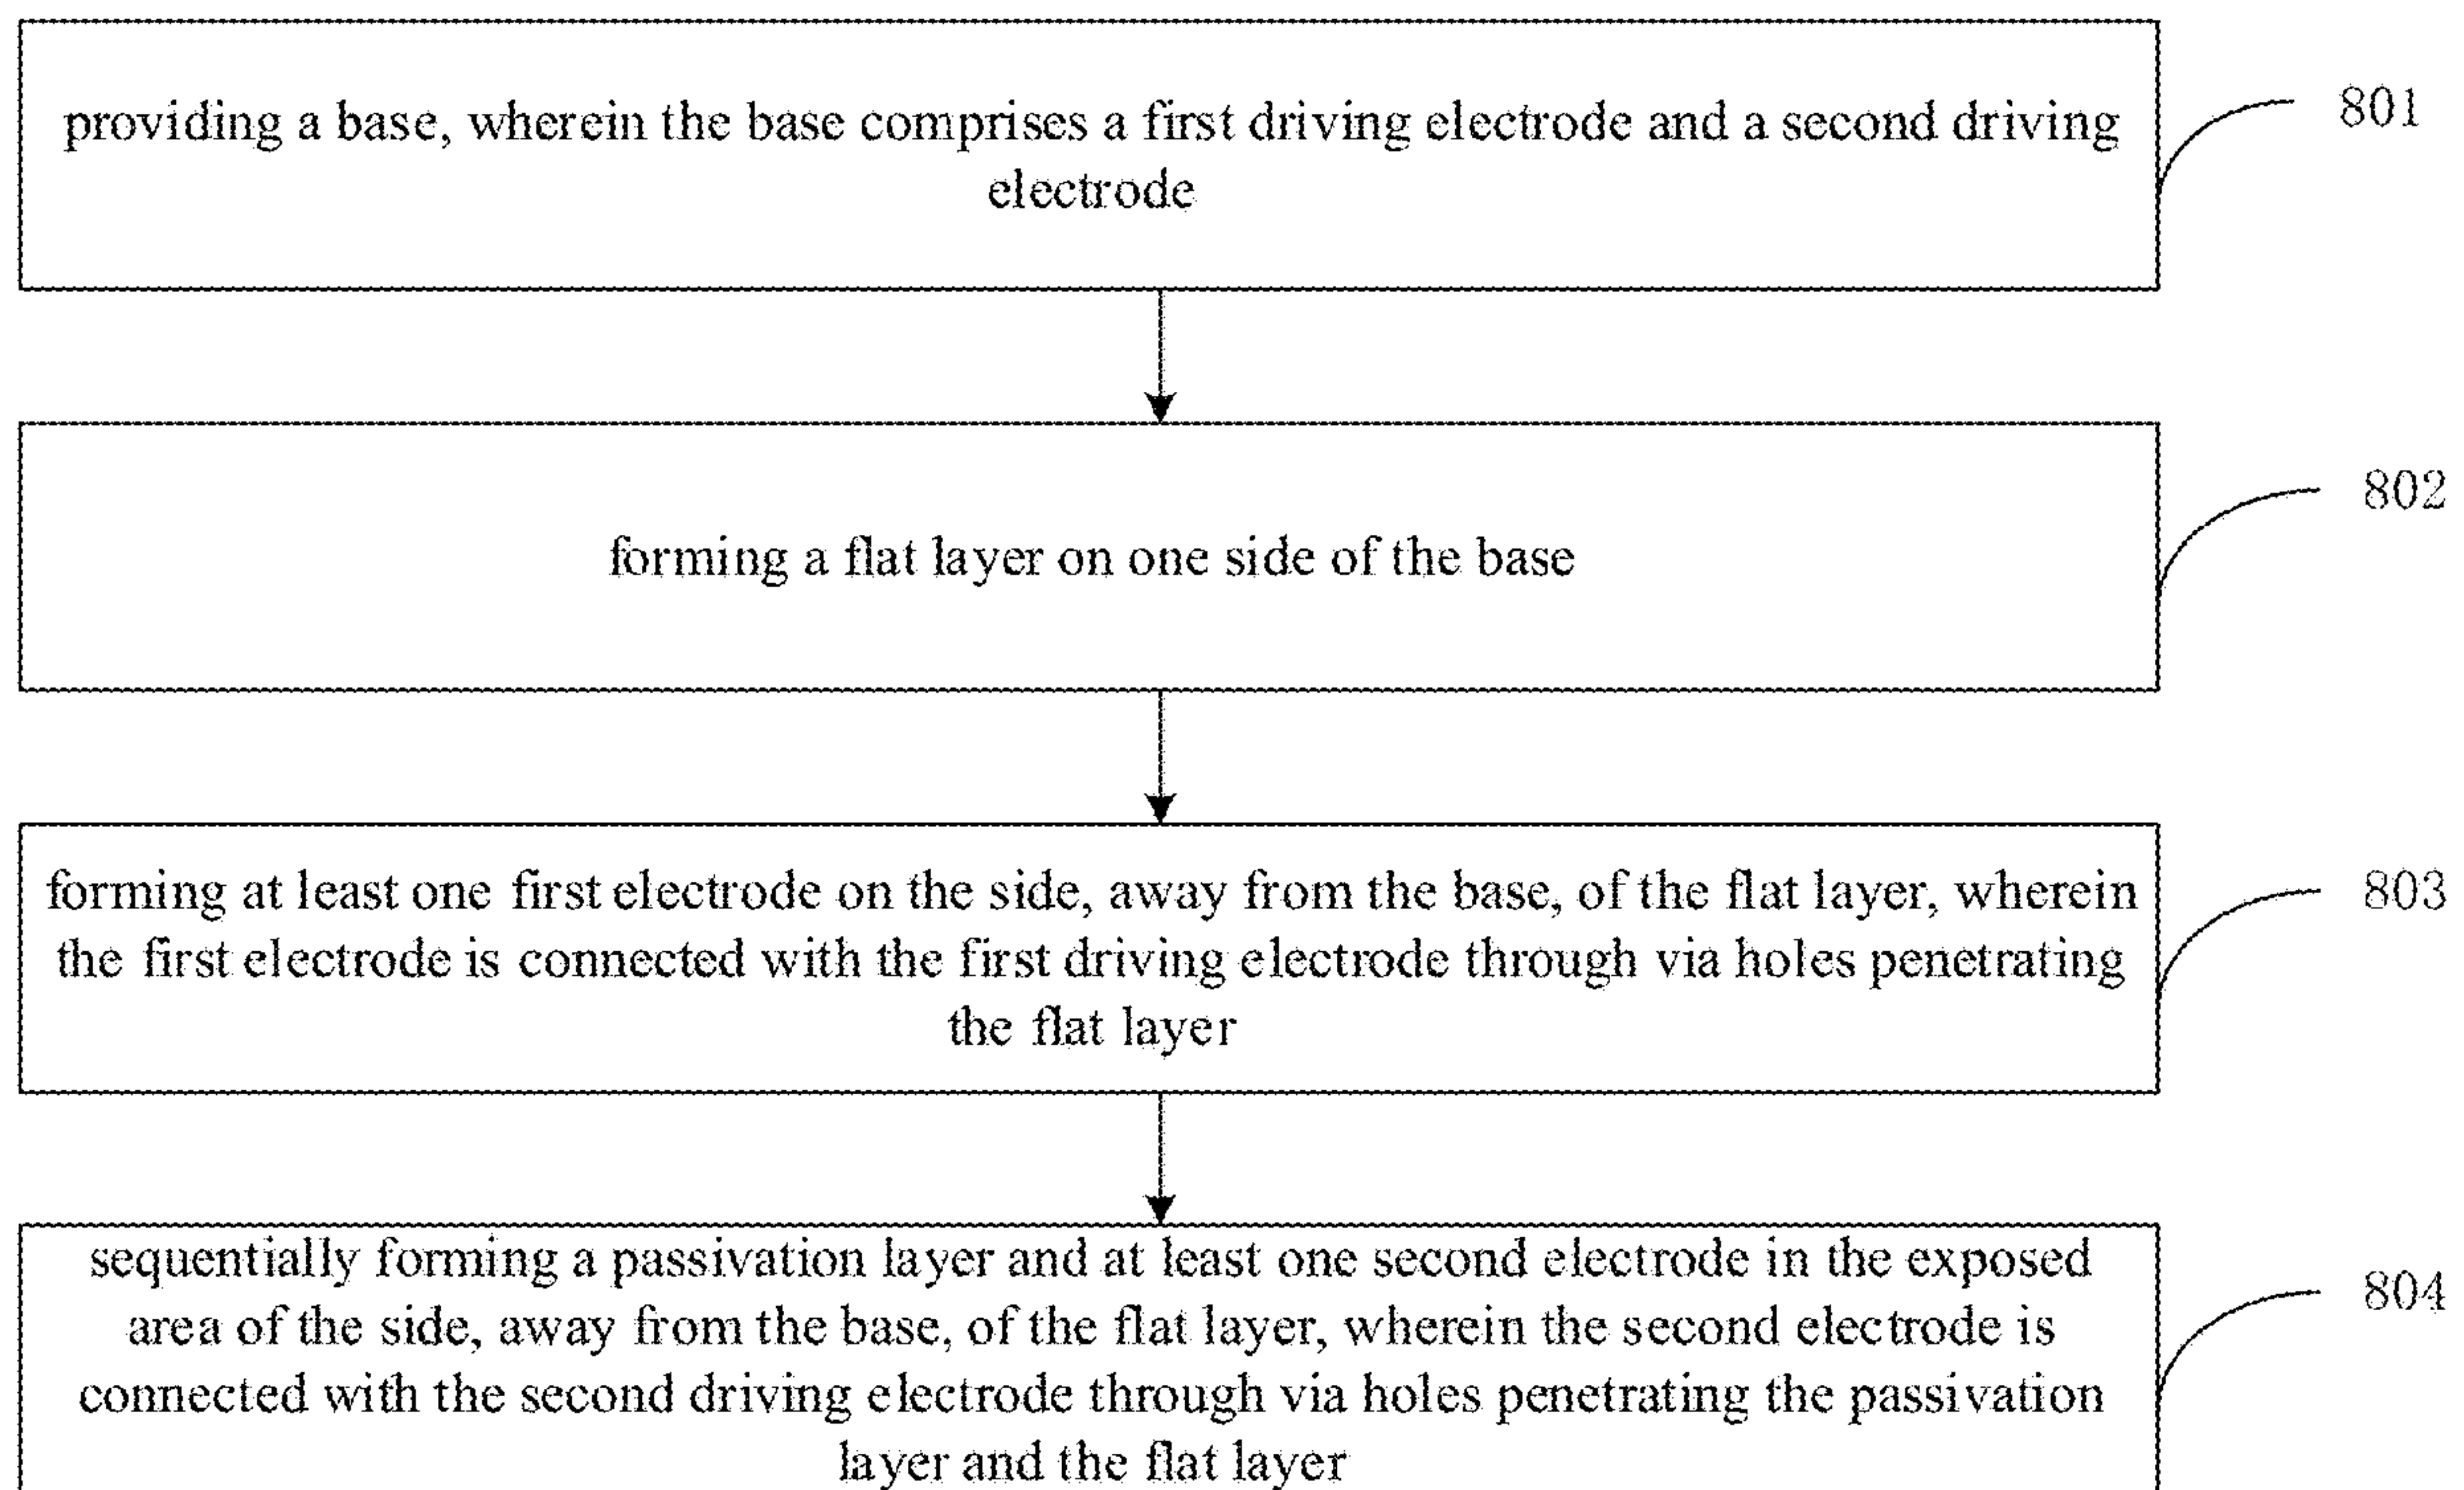 providing a base, wherein the base comprises a first driving electrode and a second driving
electrode
801
forming a flat layer on one side of the base
802
forming at least one first electrode on the side, away from the base, of the flat layer, wherein
the first electrode is connected with the first driving electrode through via holes penetrating
the flat layer
803
sequentially forming a passivation layer and at least one second electrode in the exposed
area of the side, away from the base, of the flat layer, wherein the second electrode is
connected with the second driving electrode through via holes penetrating the passivation
layer and the flat layer
804